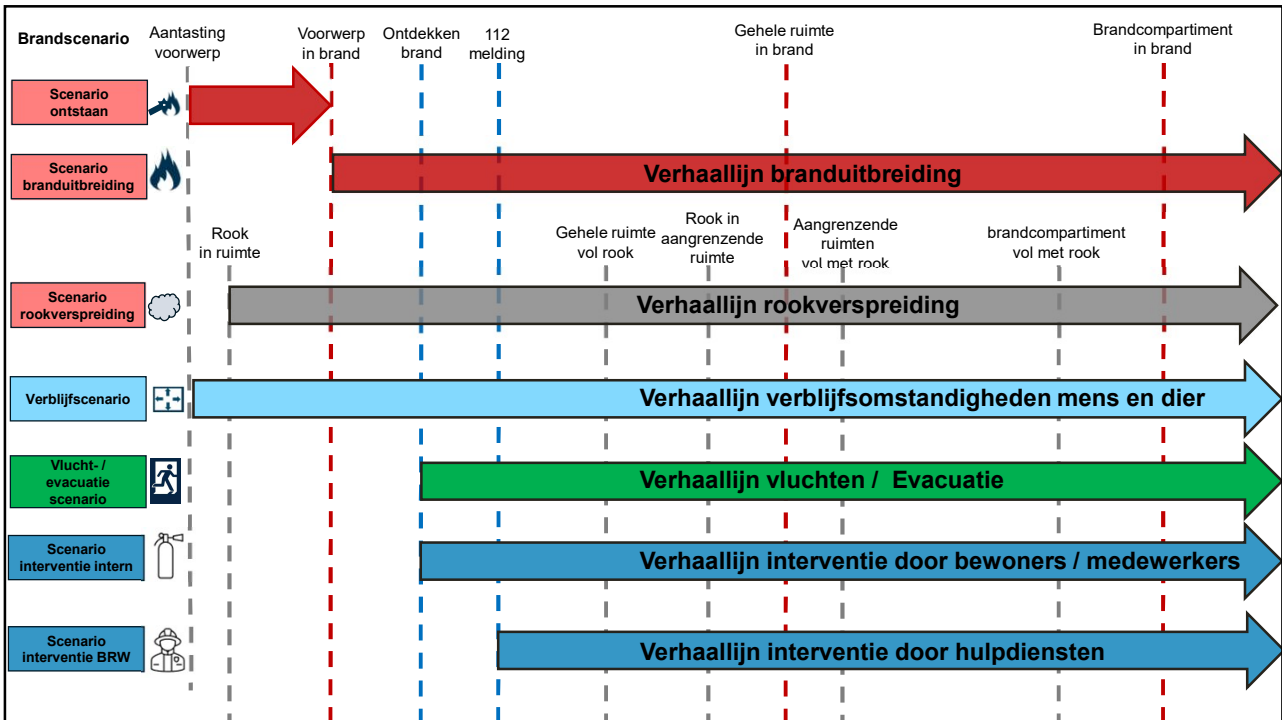 Brandscenario
Aantasting
voorwerp
Voorwerp
in brand
Ontdekken
brand
112
melding
Gehele ruimte
in brand
Brandcompartiment
in brand
Scenario
ontstaan
Scenario
branduitbreiding
Verhaallijn branduitbreiding
Rook
in ruimte
Gehele ruimte
vol rook
Rook in
aangrenzende
ruimte
Aangrenzende
ruimten
vol met rook
brandcompartiment
vol met rook
Scenario
rookverspreiding
Verhaallijn rookverspreiding
Verblijfscenario
Verhaallijn verblijfsomstandigheden mens en dier
Vlucht- /
evacuatie
scenario
Verhaallijn vluchten / Evacuatie
Scenario
interventie intern
Verhaallijn interventie door bewoners / medewerkers
Scenario
interventie BRW
Verhaallijn interventie door hulpdiensten